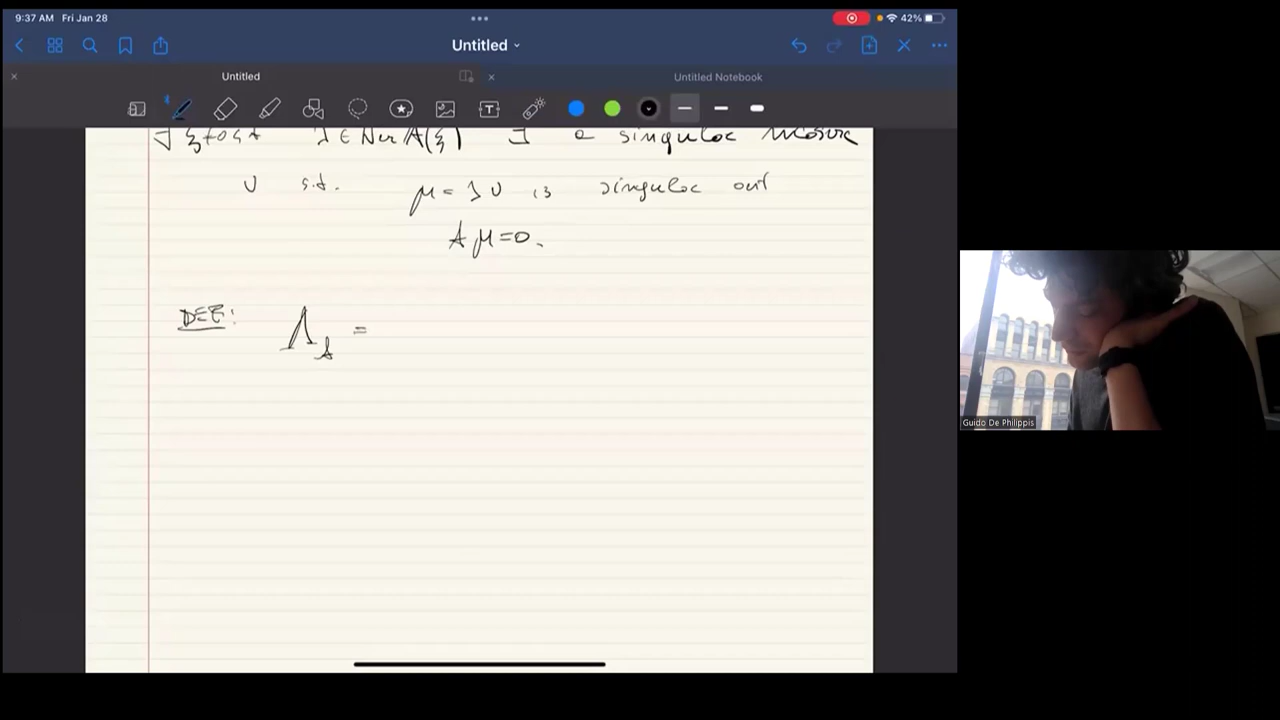 9:37 AM Fri Jan 28
42%
Untitled
Untitled
Untitled Notebook
∃ ξ≠0 s.t. λ ∈ Ker A(ξ) ∃ a singular measure
ν s.t. μ = λ ν is singular and
A μ = 0.
DEF: Λ_A =
Guido De Philippis